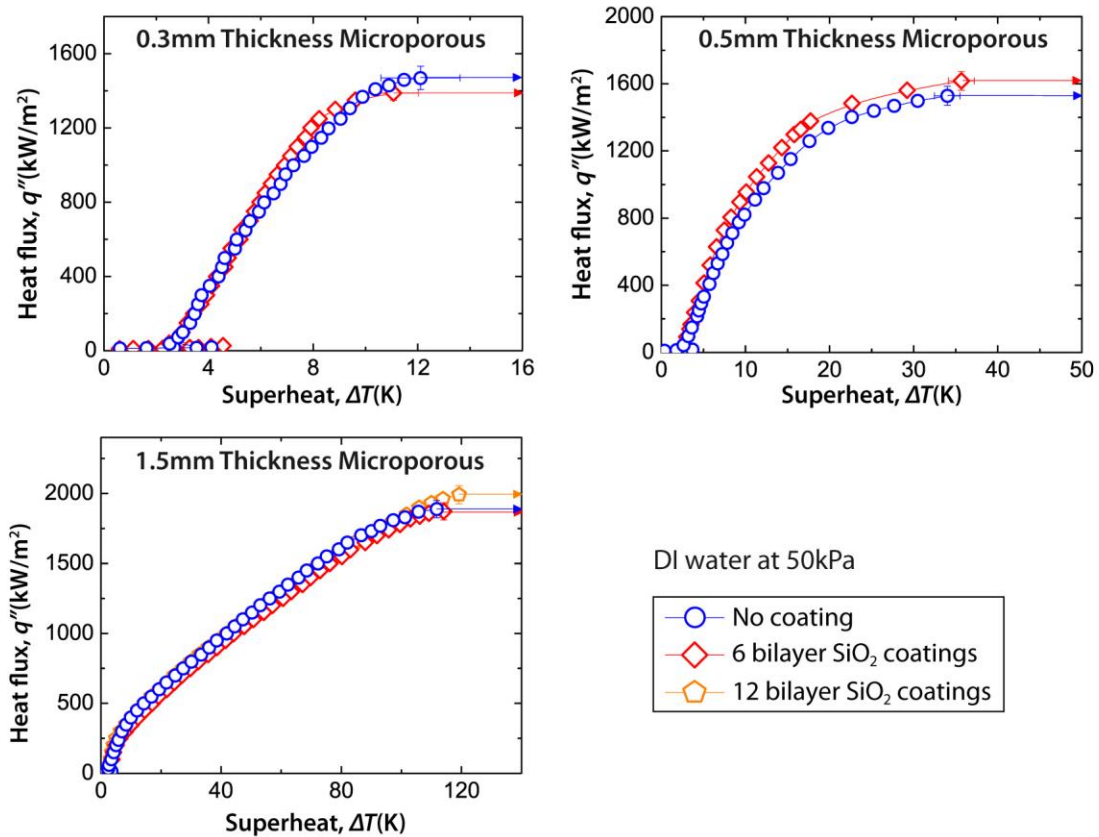 0.3mm Thickness Microporous
Heat flux, q″(kW/m²)
1600
1200
800
400
0
0 4 8 12 16
Superheat, ΔT(K)
0.5mm Thickness Microporous
Heat flux, q″(kW/m²)
2000
1600
1200
800
400
0
0 10 20 30 40 50
Superheat, ΔT(K)
1.5mm Thickness Microporous
Heat flux, q″(kW/m²)
2000
1500
1000
500
0
0 40 80 120
Superheat, ΔT(K)
DI water at 50kPa
No coating
6 bilayer SiO₂ coatings
12 bilayer SiO₂ coatings